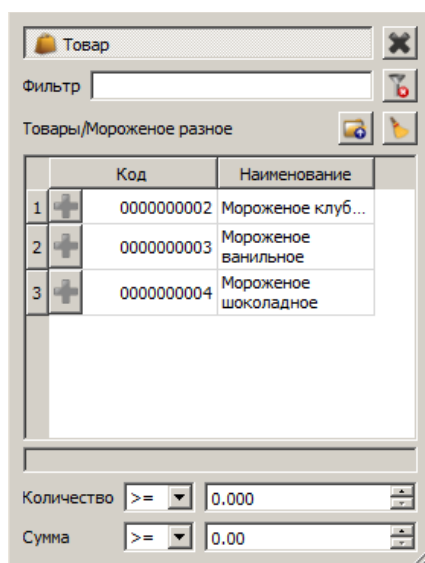 Товар
Фильтр
Товары/Мороженое разное
Код Наименование
1 0000000002 Мороженое клуб...
2 0000000003 Мороженое
ванильное
3 0000000004 Мороженое
шоколадное
Количество >= 0.000
Сумма >= 0.00